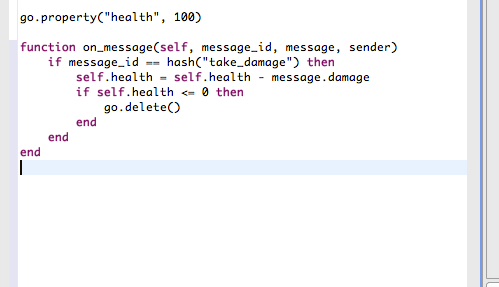 go.property("health", 100)
function on_message(self, message_id, message, sender)
    if message_id == hash("take_damage") then
        self.health = self.health - message.damage
        if self.health <= 0 then
            go.delete()
        end
    end
end